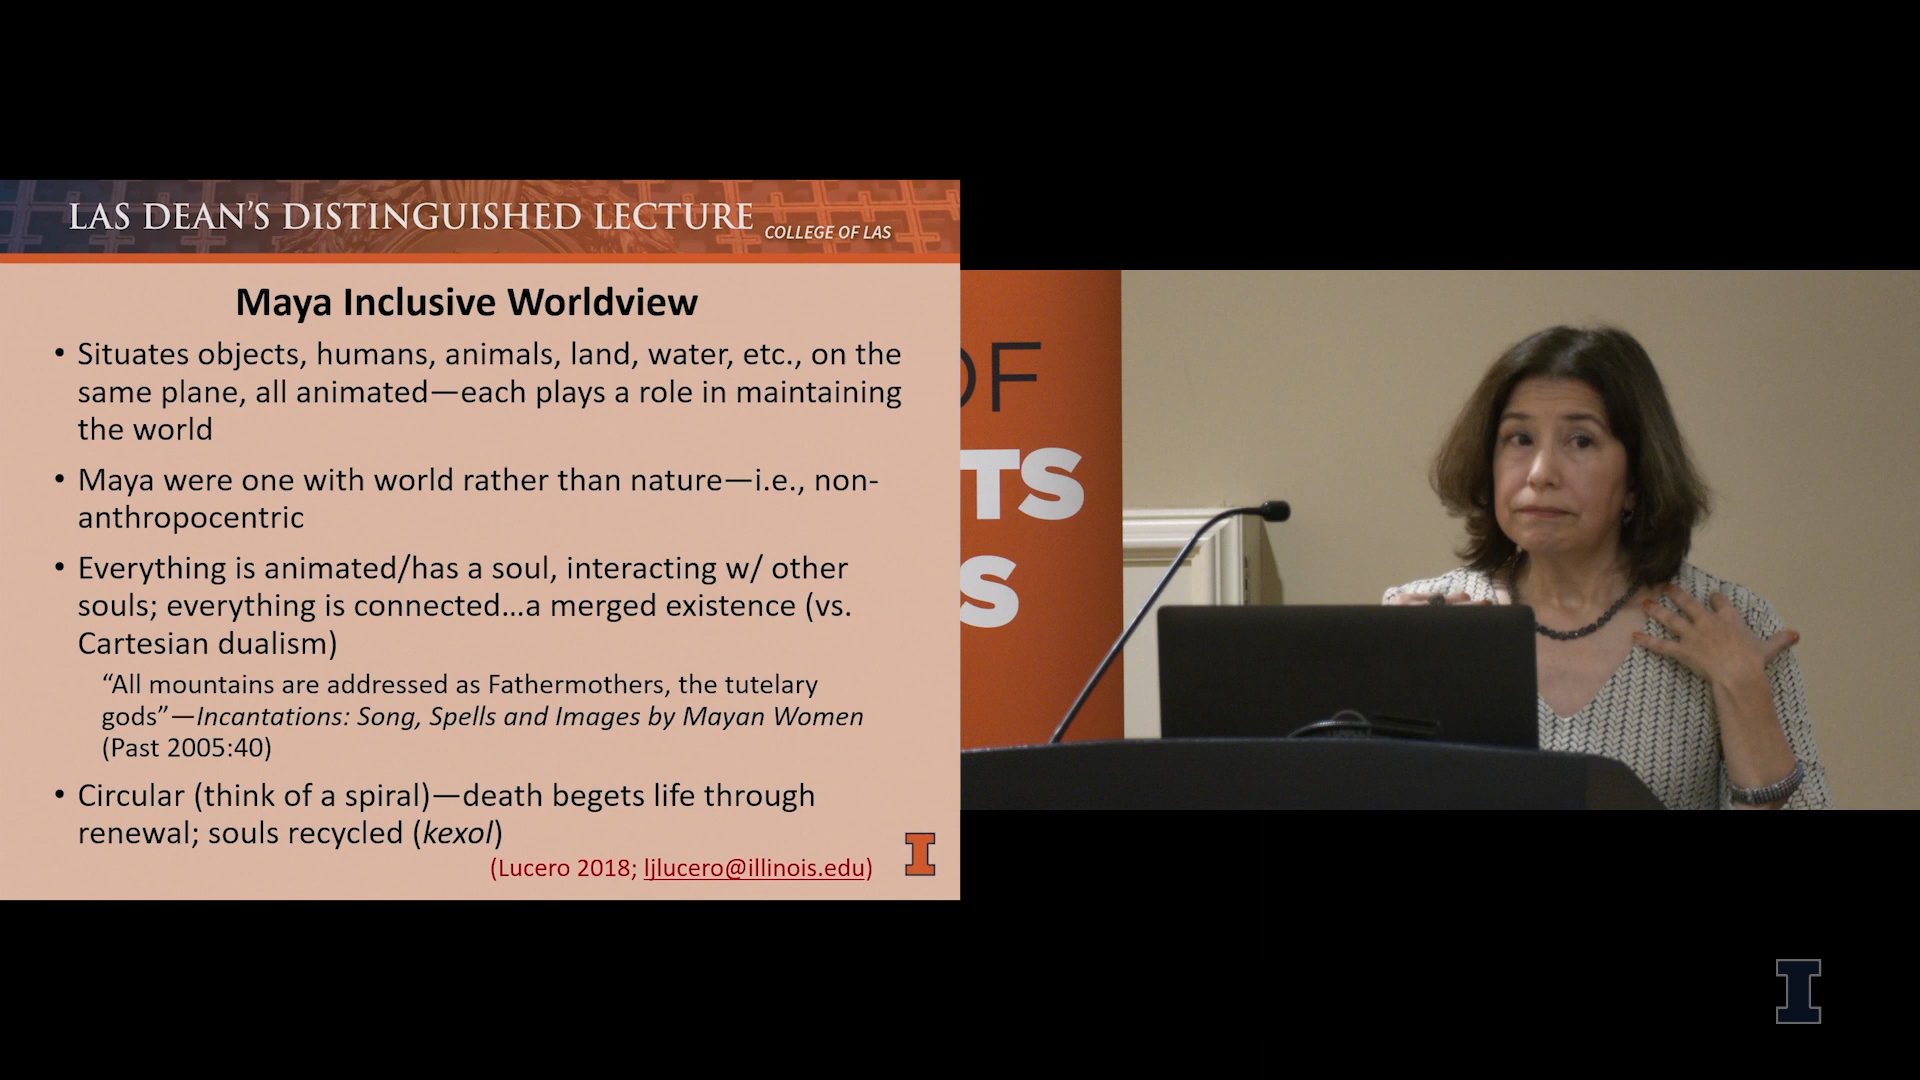 LAS DEAN'S DISTINGUISHED LECTURE COLLEGE OF LAS
Maya Inclusive Worldview
• Situates objects, humans, animals, land, water, etc., on the
same plane, all animated—each plays a role in maintaining
the world
• Maya were one with world rather than nature—i.e., non-
anthropocentric
• Everything is animated/has a soul, interacting w/ other
souls; everything is connected…a merged existence (vs.
Cartesian dualism)
“All mountains are addressed as Fathermothers, the tutelary
gods”—Incantations: Song, Spells and Images by Mayan Women
(Past 2005:40)
• Circular (think of a spiral)—death begets life through
renewal; souls recycled (kexol)
(Lucero 2018; ljlucero@illinois.edu)
I
OF
TS
S
I